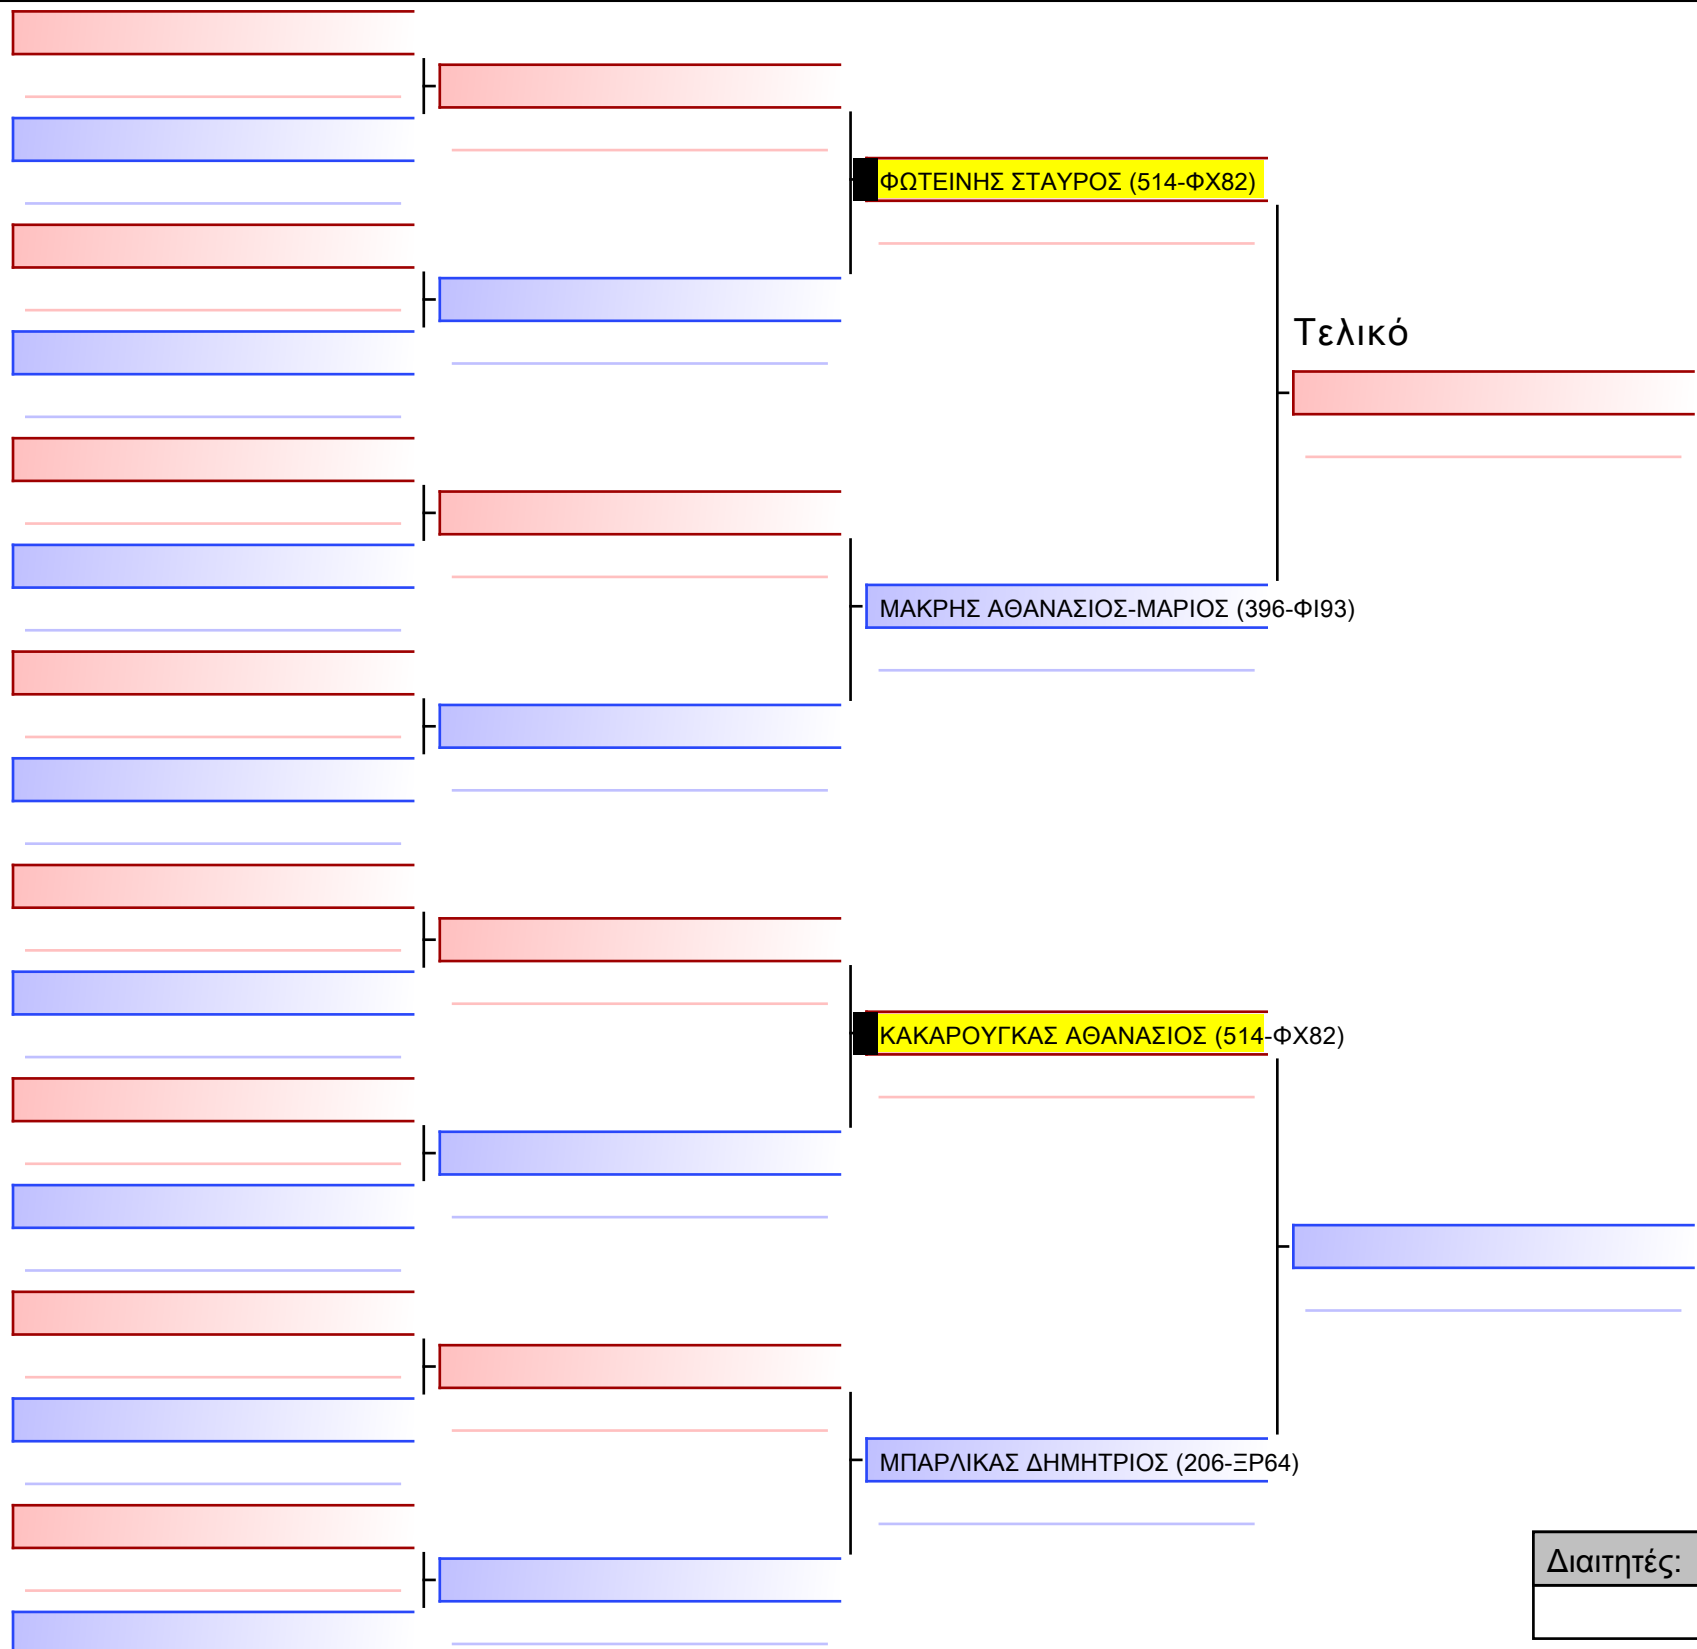 ΦΩΤΕΙΝΗΣ ΣΤΑΥΡΟΣ (514-ΦΧ82)
Τελικό
ΜΑΚΡΗΣ ΑΘΑΝΑΣΙΟΣ-ΜΑΡΙΟΣ (396-ΦΙ93)
ΚΑΚΑΡΟΥΓΚΑΣ ΑΘΑΝΑΣΙΟΣ (514-ΦΧ82)
ΜΠΑΡΛΙΚΑΣ ΔΗΜΗΤΡΙΟΣ (206-ΞΡ64)
Διαιτητές: